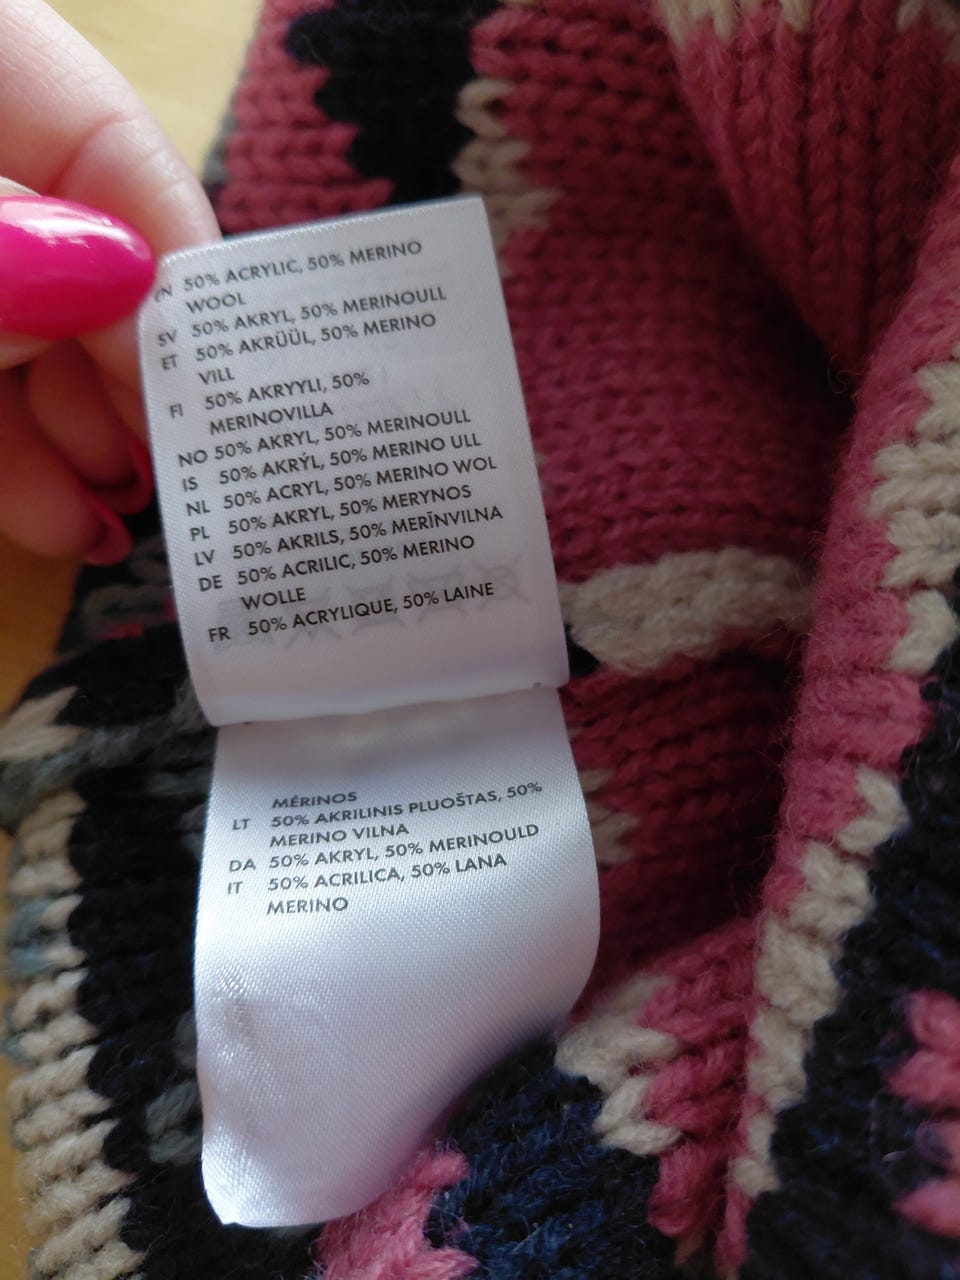 EN 50% ACRYLIC, 50% MERINO
WOOL
SV 50% AKRYL, 50% MERINOULL
ET 50% AKRÜÜL, 50% MERINO
VILL
FI 50% AKRYYLI, 50%
MERINOVILLA
NO 50% AKRYL, 50% MERINOULL
IS 50% AKRÝL, 50% MERINO ULL
NL 50% ACRYL, 50% MERINO WOL
PL 50% AKRYL, 50% MERYNOS
LV 50% AKRILS, 50% MERĪNVILNA
DE 50% ACRILIC, 50% MERINO
WOLLE
FR 50% ACRYLIQUE, 50% LAINE
MÉRINOS
LT 50% AKRILINIS PLUOŠTAS, 50%
MERINO VILNA
DA 50% AKRYL, 50% MERINOULD
IT 50% ACRILICA, 50% LANA
MERINO